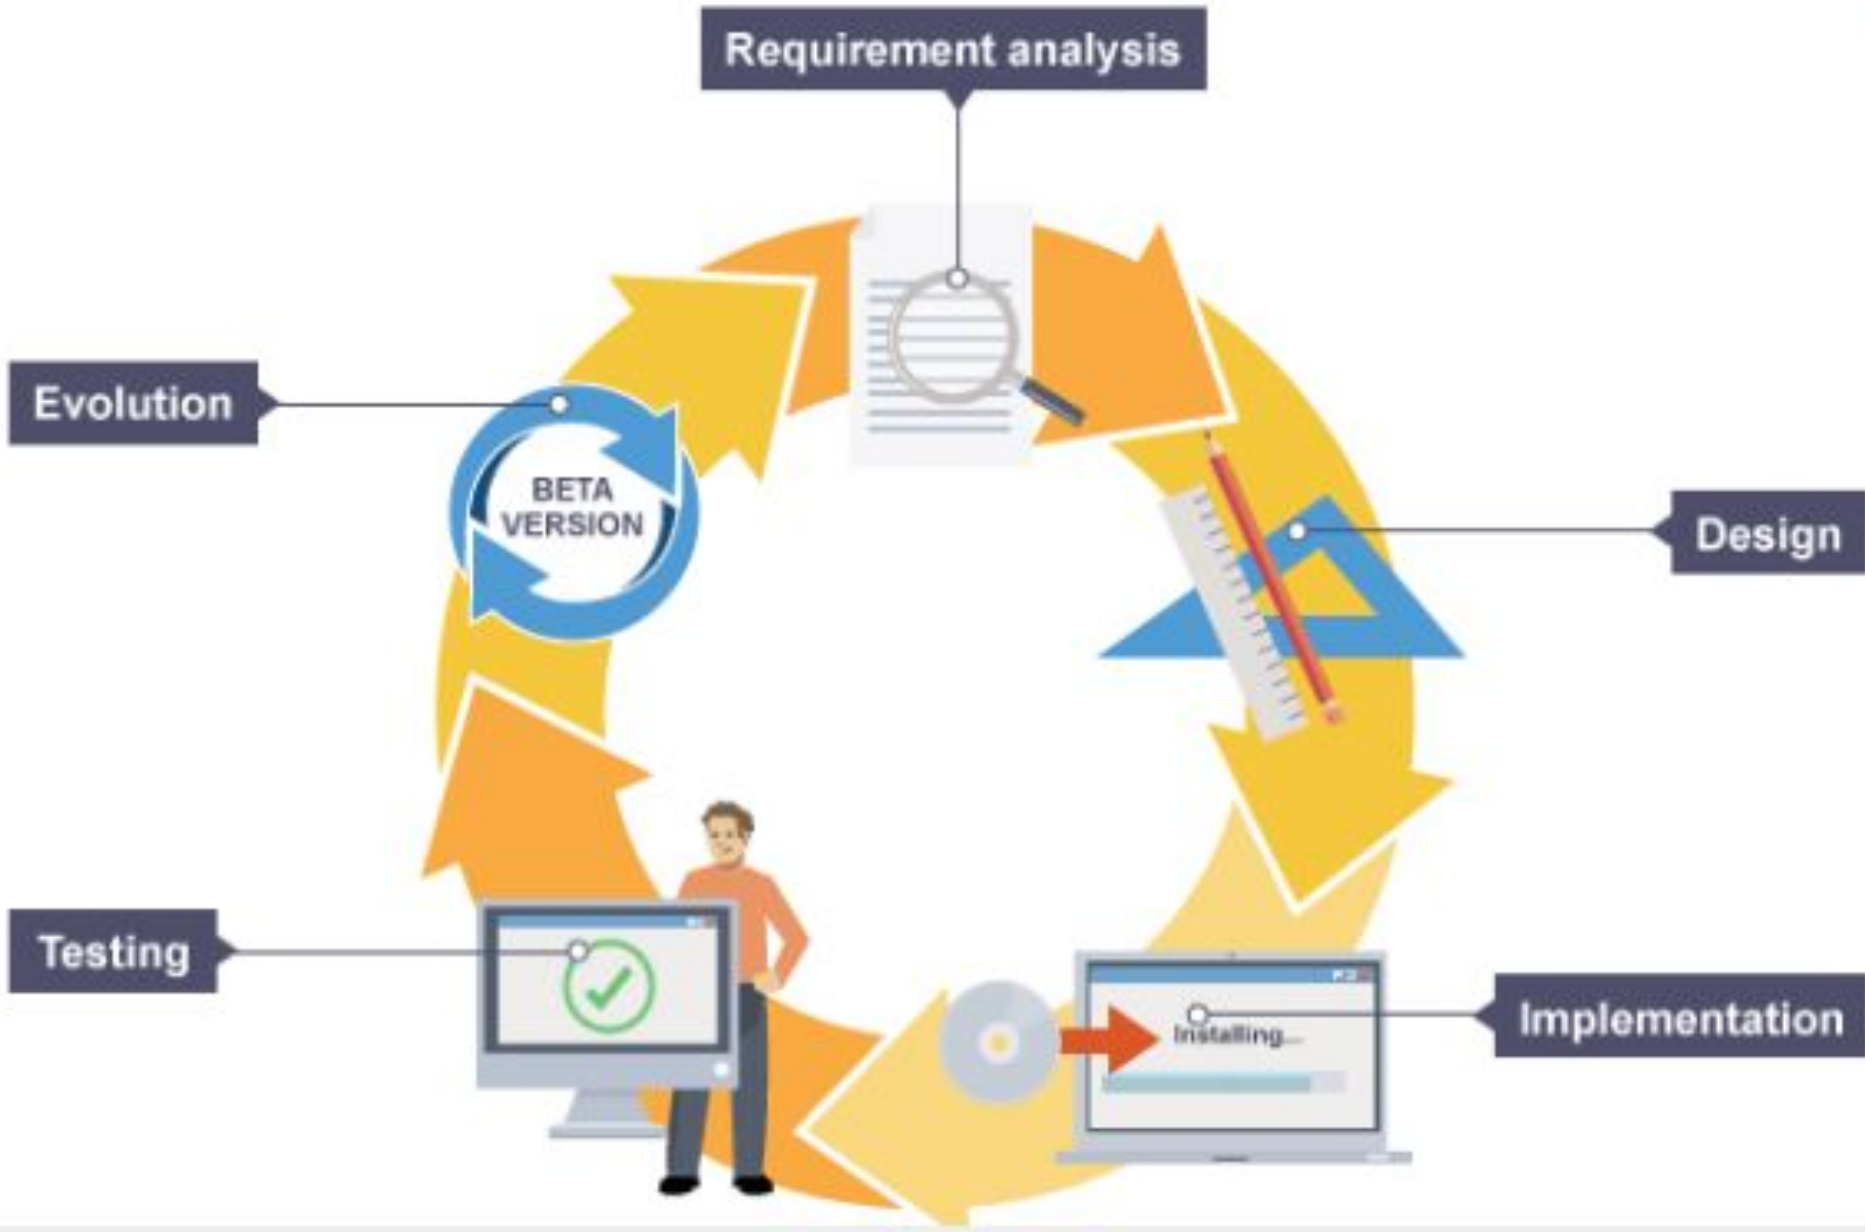 Requirement analysis
Evolution
BETA
VERSION
Design
Testing
Installing...
Implementation